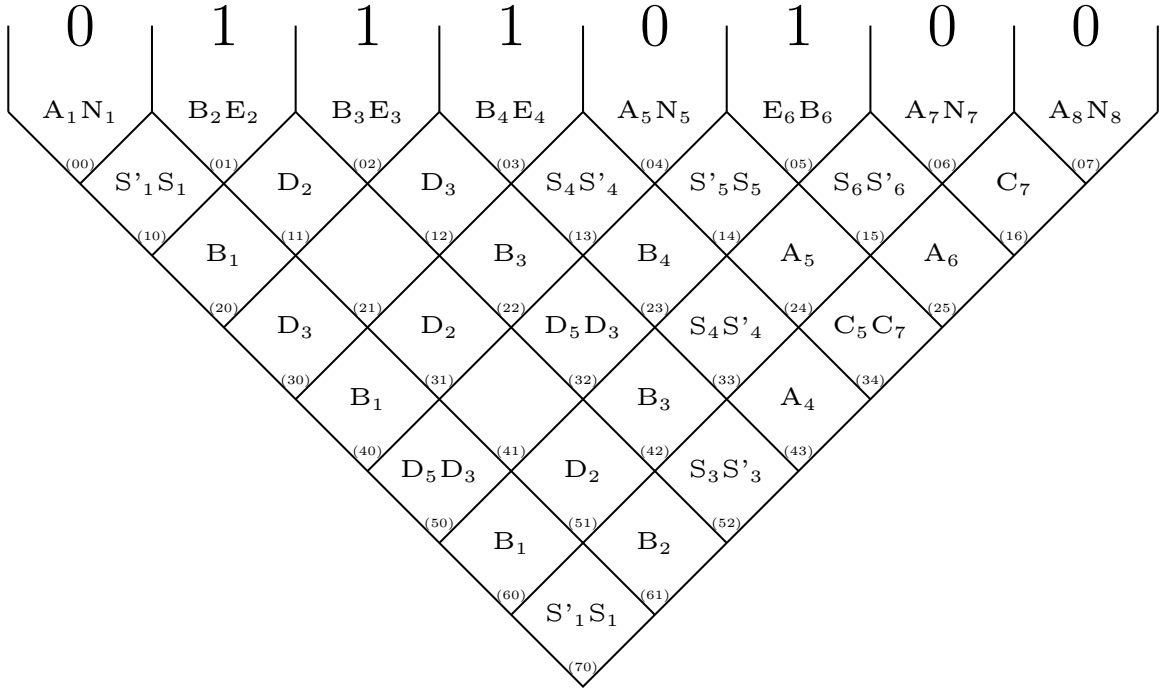 0 1 1 1 0 1 0 0
A₁N₁ B₂E₂ B₃E₃ B₄E₄ A₅N₅ E₆B₆ A₇N₇ A₈N₈
(00) (01) (02) (03) (04) (05) (06) (07)
S'₁S₁ D₂ D₃ S₄S'₄ S'₅S₅ S₆S'₆ C₇
(10) (11) (12) (13) (14) (15) (16)
B₁ B₃ B₄ A₅ A₆
(20) (21) (22) (23) (24) (25)
D₃ D₂ D₅D₃ S₄S'₄ C₅C₇
(30) (31) (32) (33) (34)
B₁ B₃ A₄
(40) (41) (42) (43)
D₅D₃ D₂ S₃S'₃
(50) (51) (52)
B₁ B₂
(60) (61)
S'₁S₁
(70)